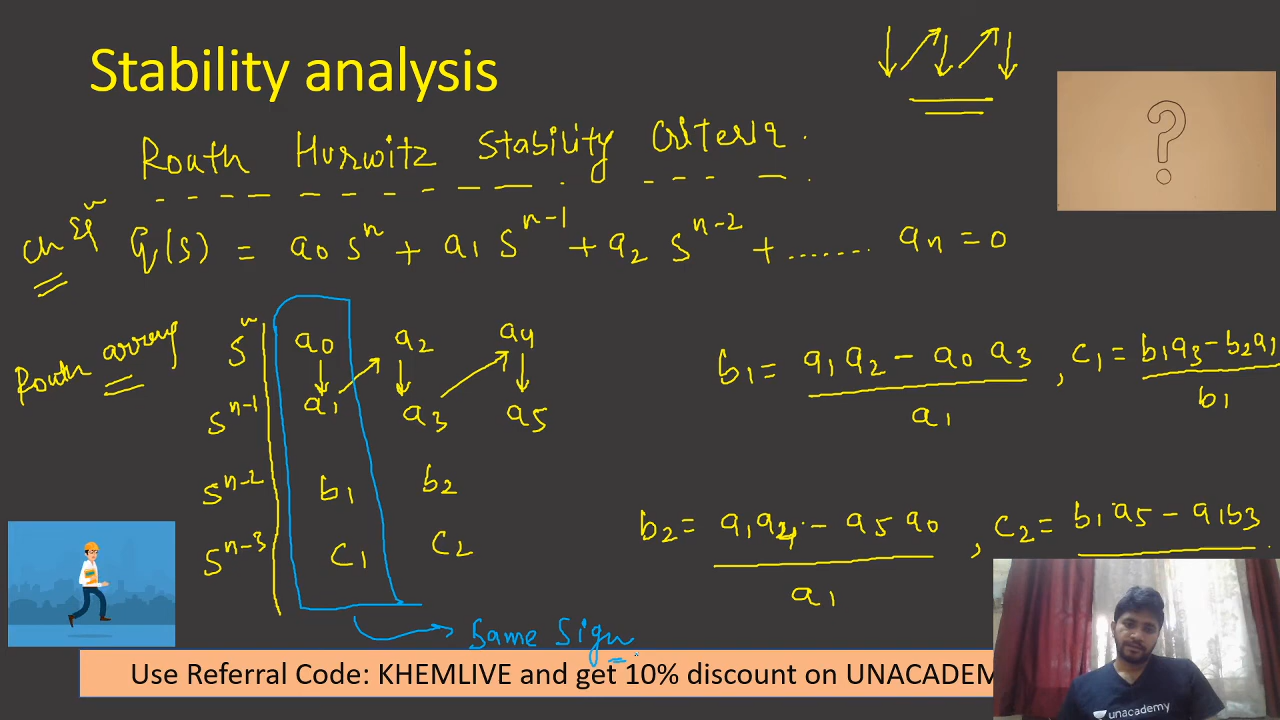 Stability analysis
Routh Hurwitz Stability Criteria.
Ch Eqn q(s) = a0 s^n + a1 s^n-1 + a2 s^n-2 + ....... an = 0
Routh array
s^n a0 a2 a4
s^n-1 a1 a3 a5
s^n-2 b1 b2
s^n-3 c1 c2
b1 = a1 a2 - a0 a3 / a1 , c1 = b1 a3 - b2 a1 / b1
b2 = a1 a4 - a5 a0 / a1 , c2 = b1 a5 - a1 b3
Same Sign
Use Referral Code: KHEMLIVE and get 10% discount on UNACADEM
unacademy
?